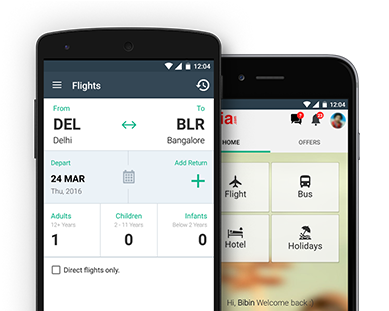 12:04
Flights
From To
DEL BLR
Delhi Bangalore
Depart Add Return
24 MAR
Thu, 2016
Adults Children Infants
12+ Years 2 - 11 Years Below 2 Years
1 0 0
Direct flights only.
12:04
HOME OFFERS
Flight Bus
Hotel Holidays
Hi, Bibin Welcome back :)